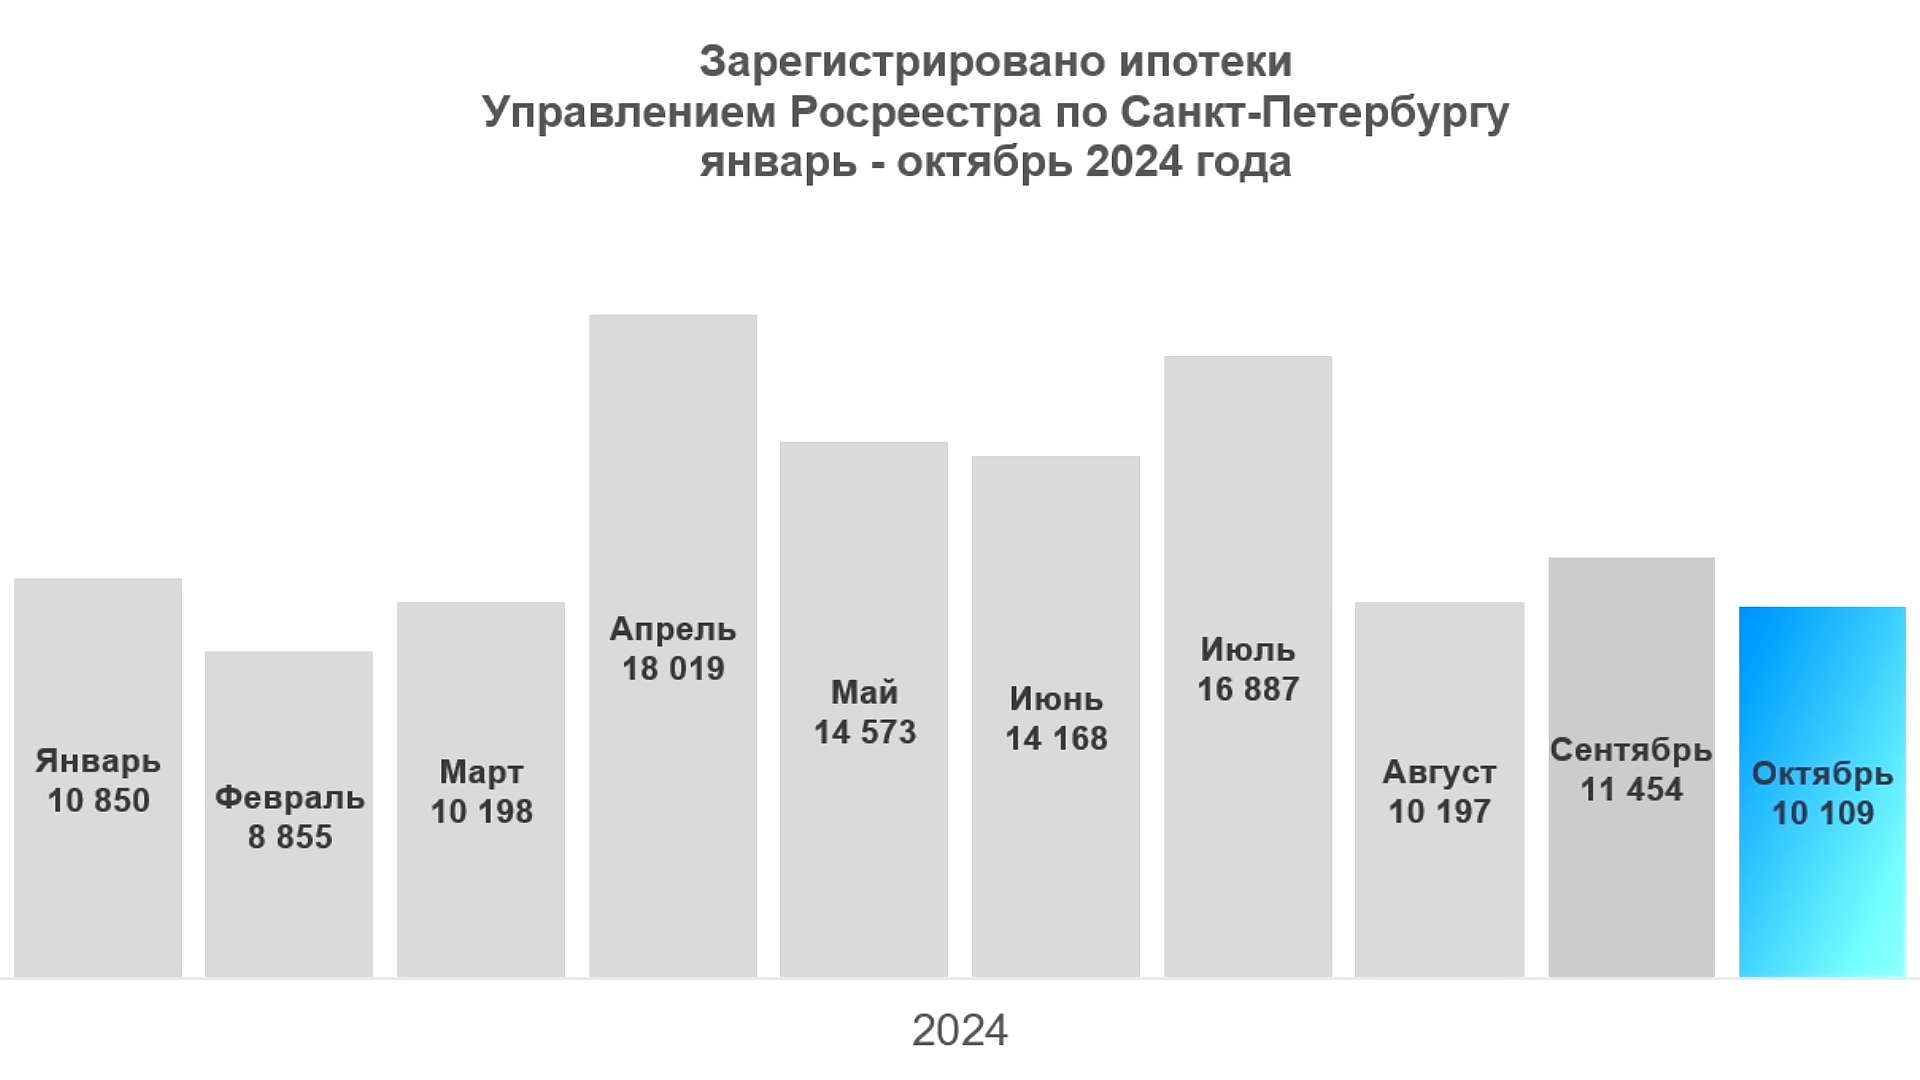 Зарегистрировано ипотеки
Управлением Росреестра по Санкт-Петербургу
январь - октябрь 2024 года
Январь
10 850
Февраль
8 855
Март
10 198
Апрель
18 019
Май
14 573
Июнь
14 168
Июль
16 887
Август
10 197
Сентябрь
11 454
Октябрь
10 109
2024